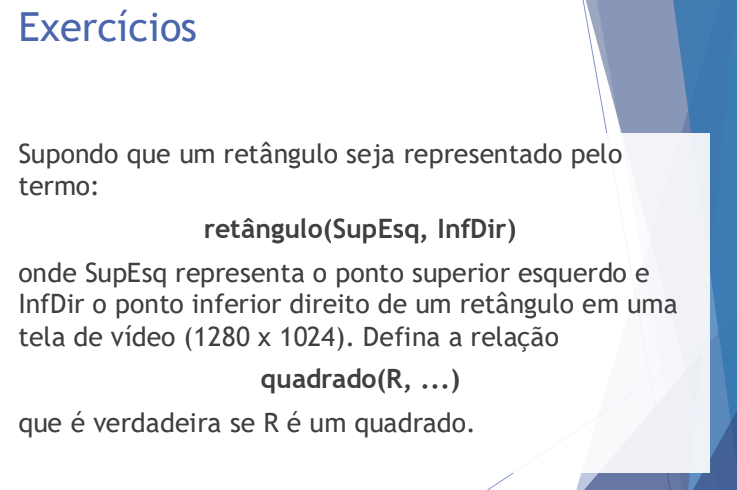 Exercícios
Supondo que um retângulo seja representado pelo
termo:
retângulo(SupEsq, InfDir)
onde SupEsq representa o ponto superior esquerdo e
InfDir o ponto inferior direito de um retângulo em uma
tela de vídeo (1280 x 1024). Defina a relação
quadrado(R, ...)
que é verdadeira se R é um quadrado.